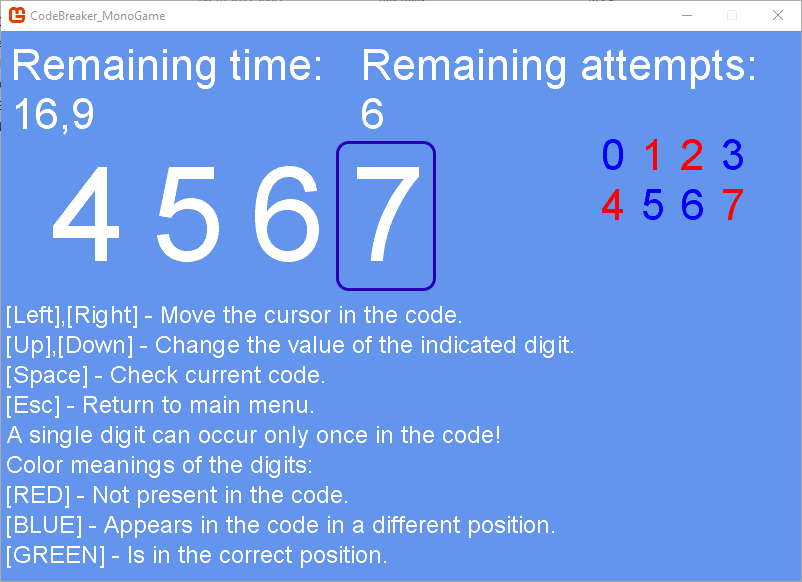 CodeBreaker_MonoGame
Remaining time: Remaining attempts:
16,9 6
4 5 6 7
0 1 2 3
4 5 6 7
[Left],[Right] - Move the cursor in the code.
[Up],[Down] - Change the value of the indicated digit.
[Space] - Check current code.
[Esc] - Return to main menu.
A single digit can occur only once in the code!
Color meanings of the digits:
[RED] - Not present in the code.
[BLUE] - Appears in the code in a different position.
[GREEN] - Is in the correct position.